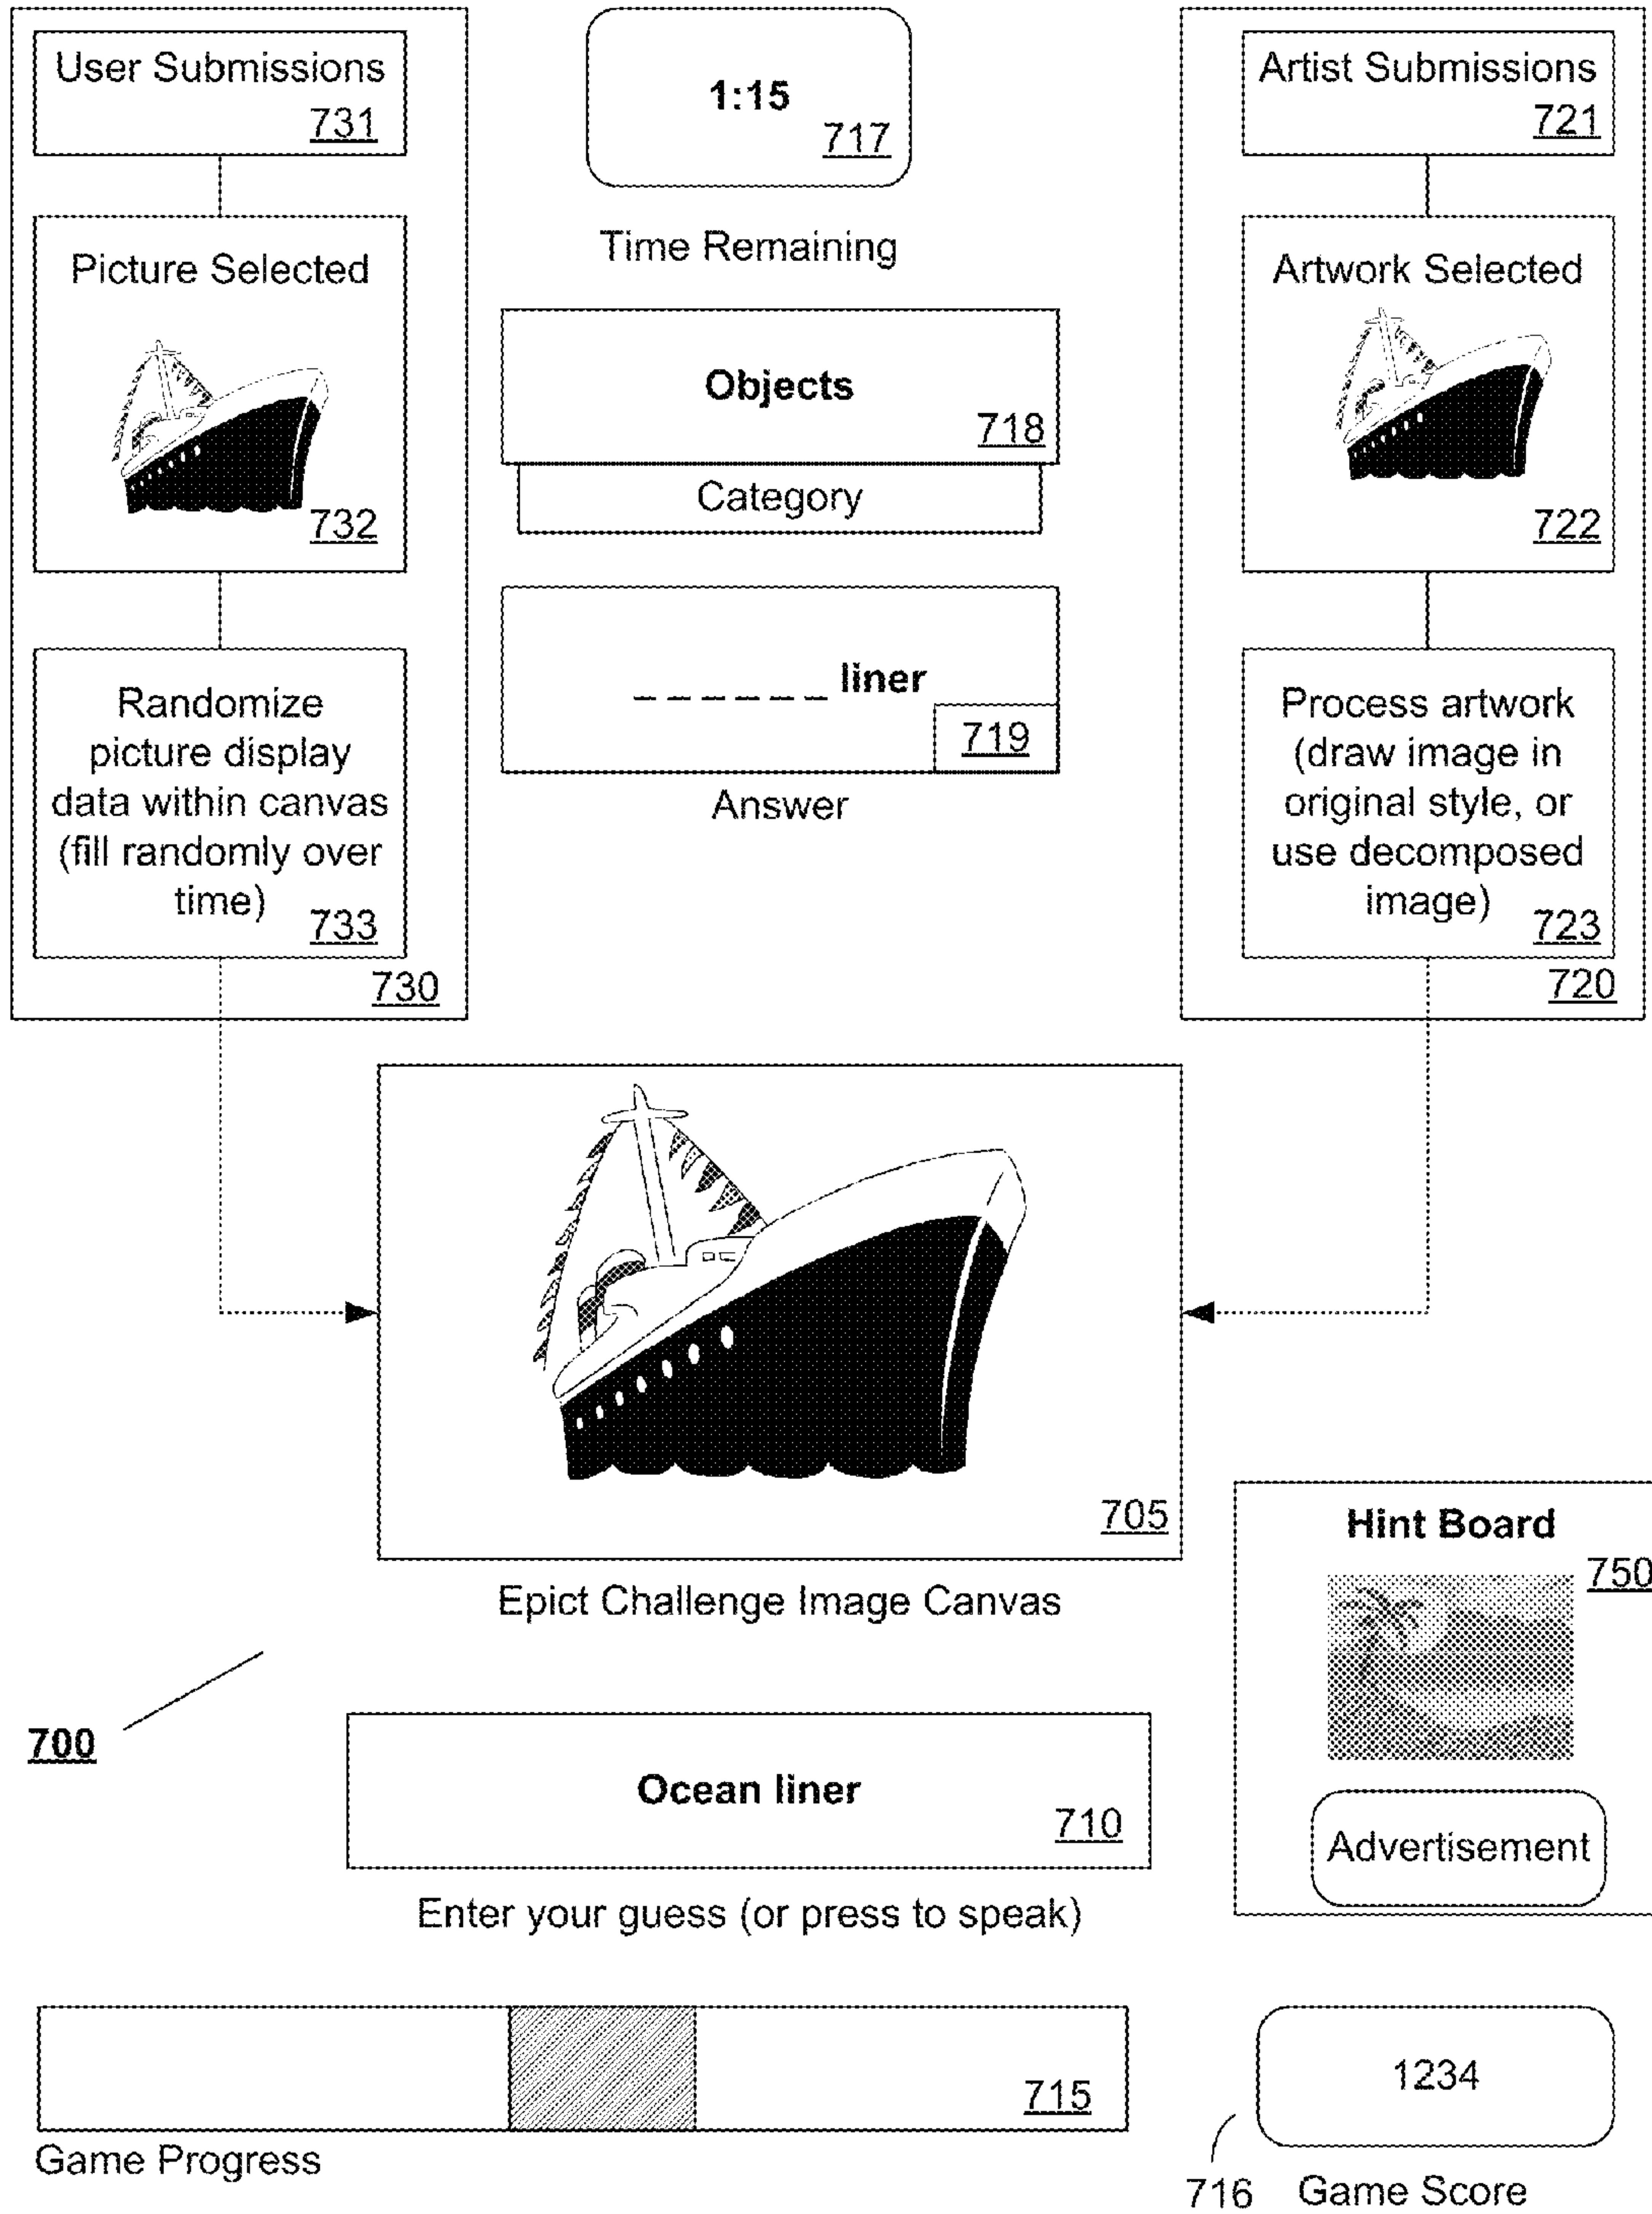 User Submissions
731
Picture Selected
732
Randomize
picture display
data within canvas
(fill randomly over
time)
733
730
1:15
717
Time Remaining
Objects
718
Category
_ _ _ _ _ _ liner
719
Answer
Artist Submissions
721
Artwork Selected
722
Process artwork
(draw image in
original style, or
use decomposed
image)
723
720
705
Epict Challenge Image Canvas
Hint Board
750
Advertisement
700
Ocean liner
710
Enter your guess (or press to speak)
715
Game Progress
1234
716
Game Score